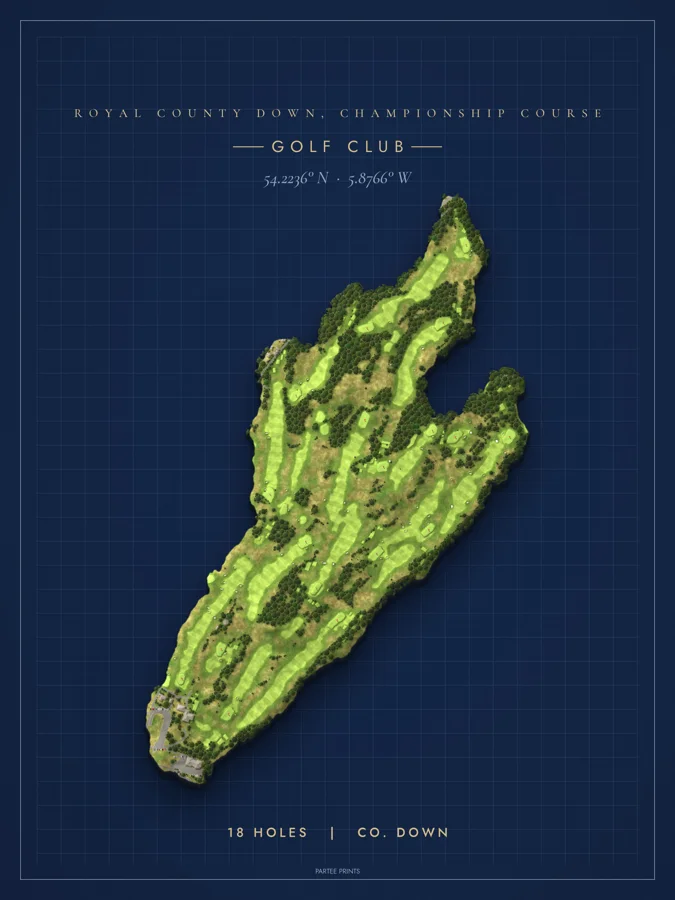 ROYAL COUNTY DOWN, CHAMPIONSHIP COURSE
GOLF CLUB
54.2236° N · 5.8766° W
18 HOLES | CO. DOWN
PARTEE PRINTS